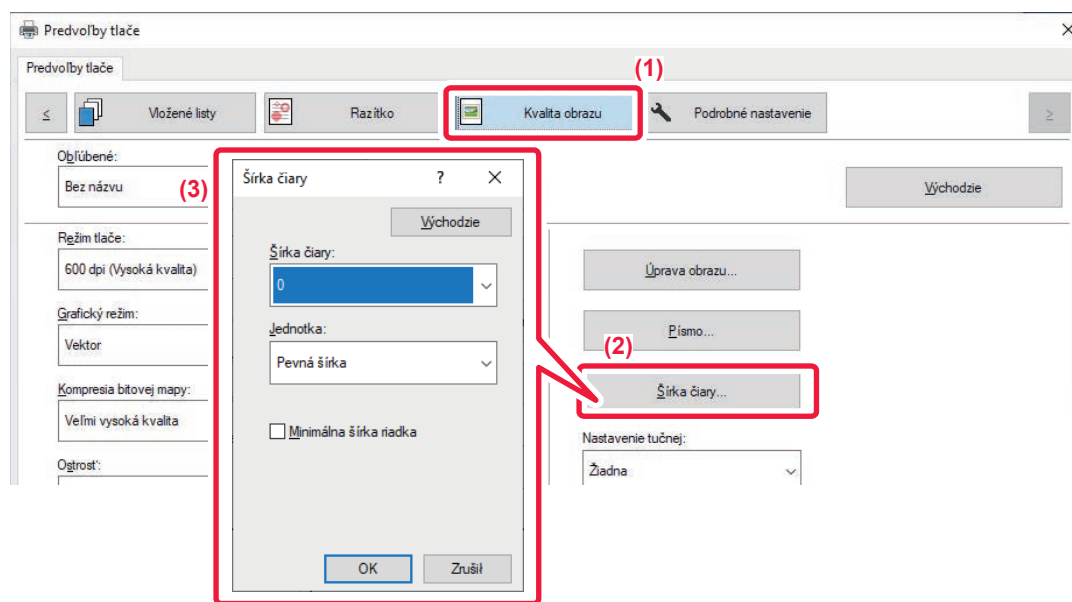 Predvoľby tlače
Predvoľby tlače
(1)
<
Vložené listy
Razítko
Kvalita obrazu
Podrobné nastavenie
>
Obľúbené:
Bez názvu
Východzie
(3)
Šírka čiary
?
Východzie
Šírka čiary:
0
Jednotka:
Pevná šírka
Minimálna šírka riadka
OK
Zrušiť
Režim tlače:
600 dpi (Vysoká kvalita)
Grafický režim:
Vektor
Kompresia bitovej mapy:
Veľmi vysoká kvalita
Ostrosť:
Úprava obrazu...
Písmo...
(2)
Šírka čiary...
Nastavenie tučnej:
Žiadna